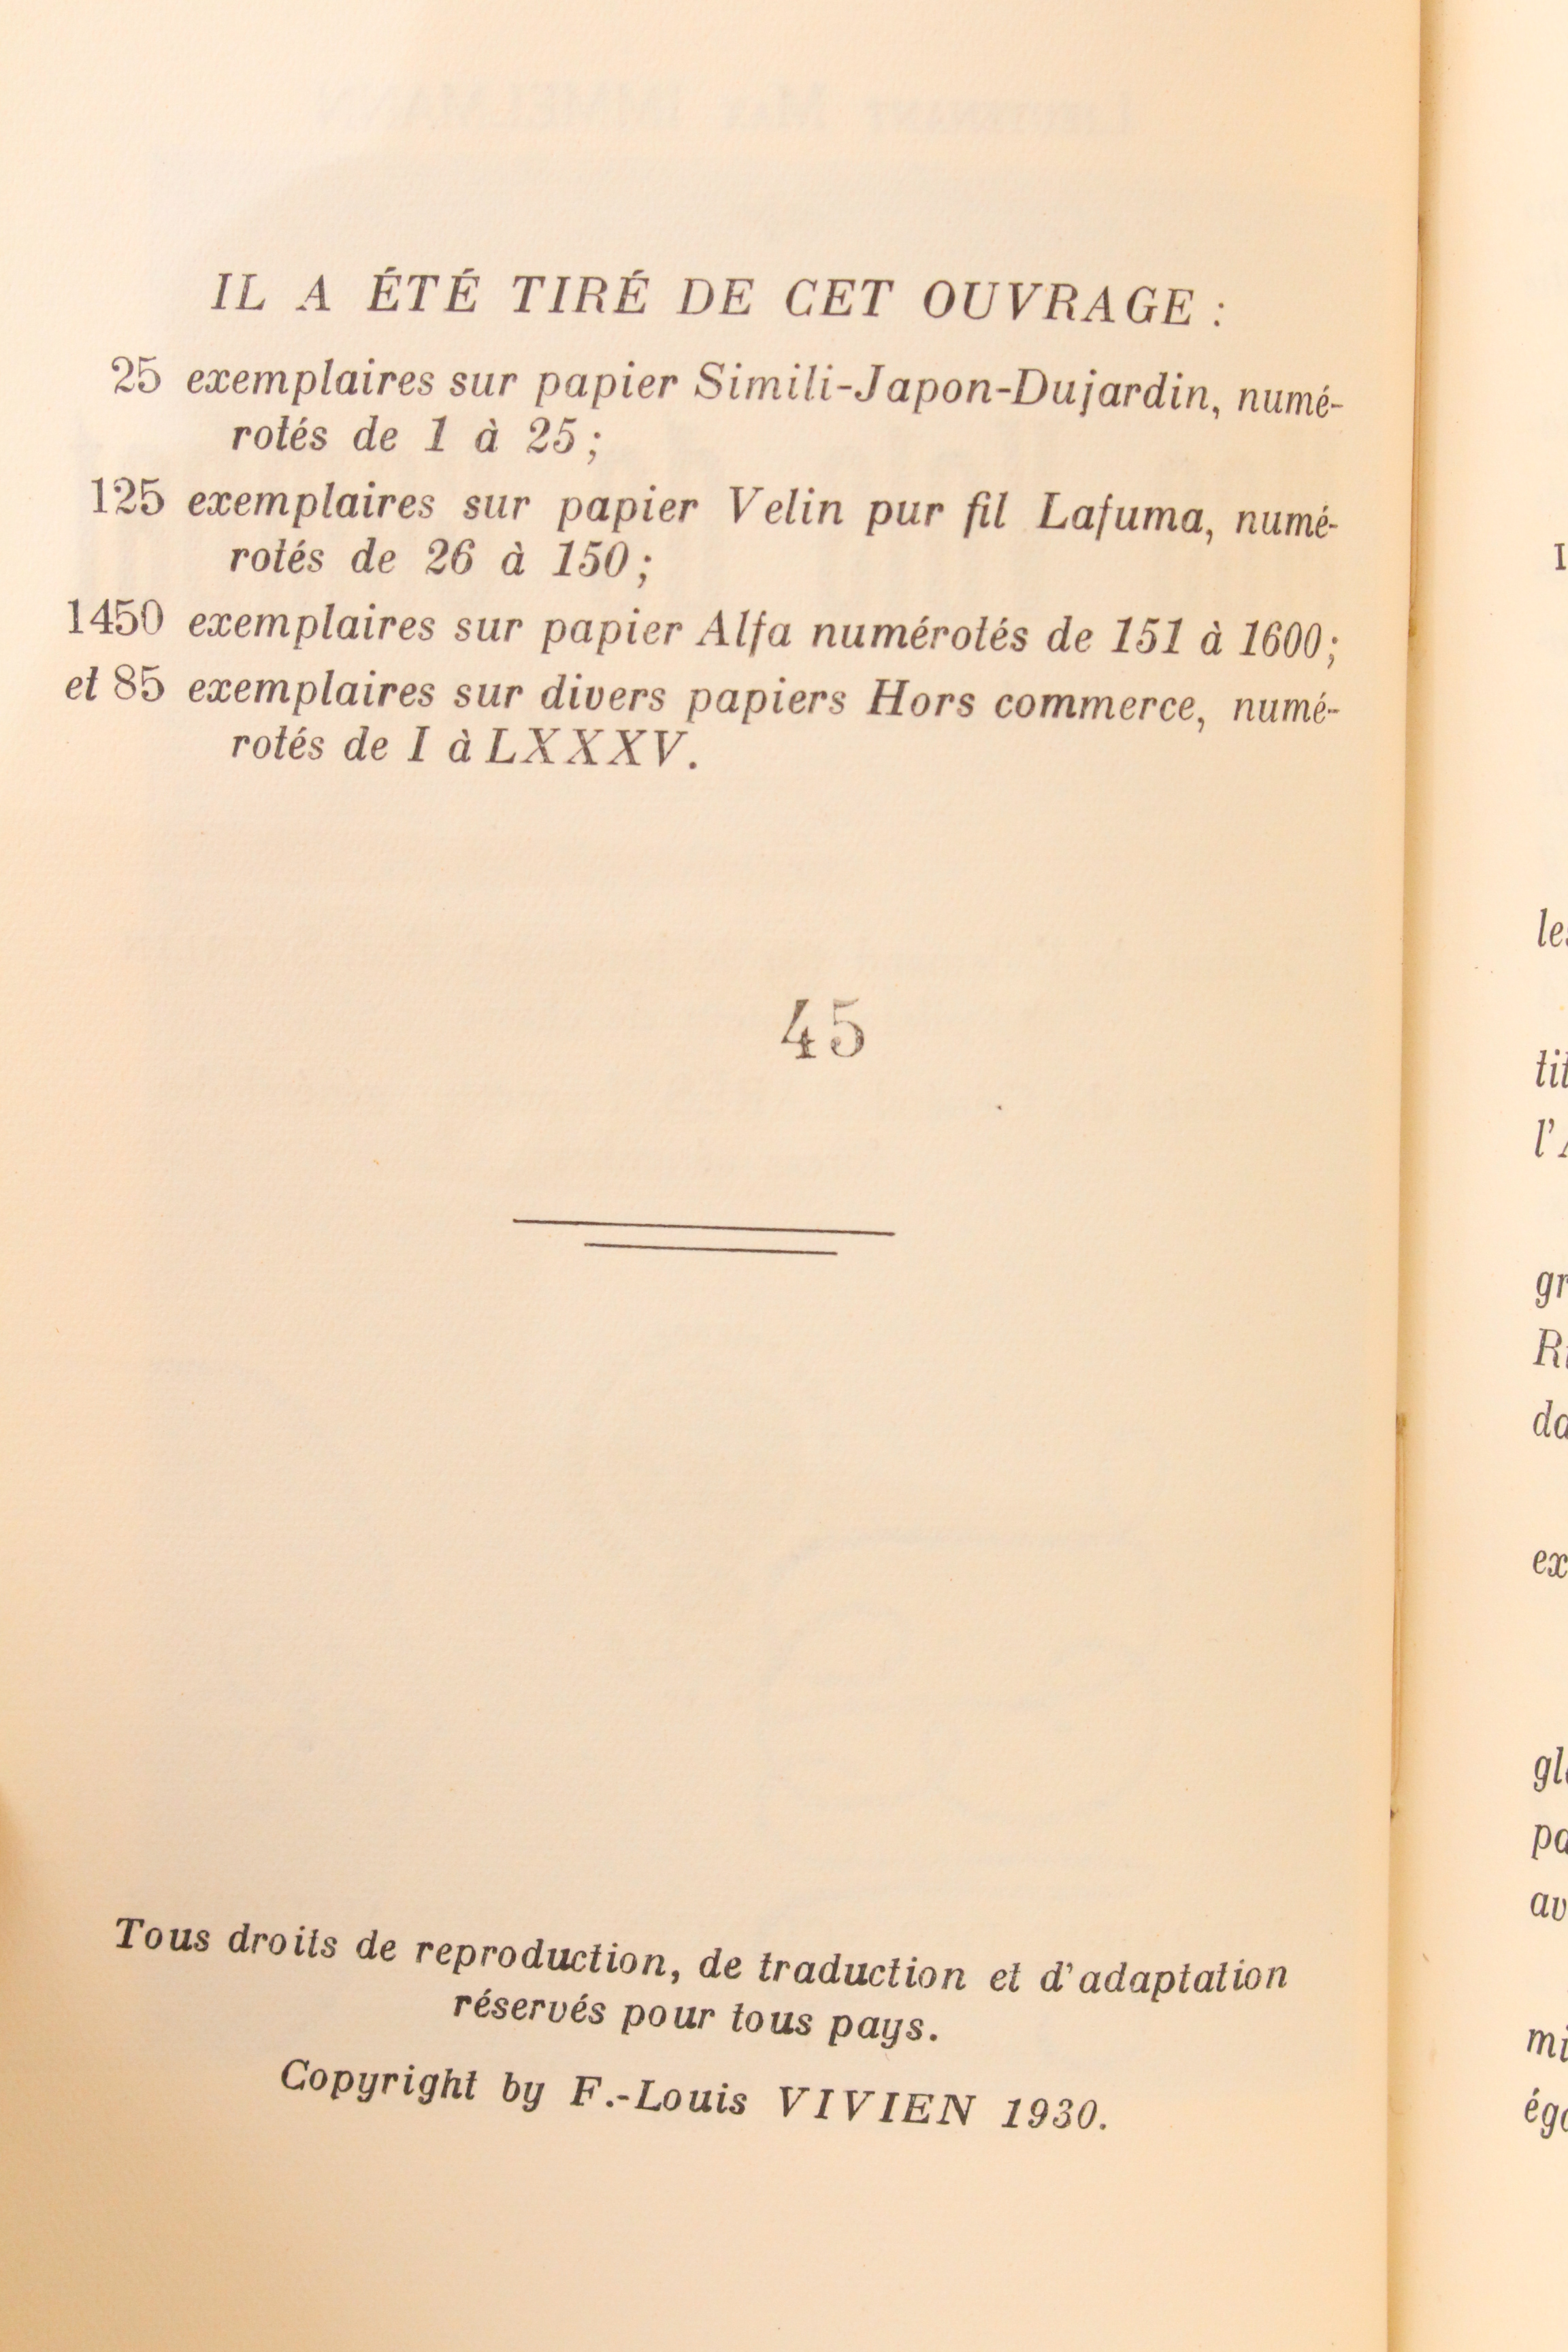 IL A ÉTÉ TIRÉ DE CET OUVRAGE :
25 exemplaires sur papier Simili-Japon-Dujardin, numé-
rotés de 1 à 25 ;
125 exemplaires sur papier Velin pur fil Lafuma, numé-
rotés de 26 à 150 ;
1450 exemplaires sur papier Alfa numérotés de 151 à 1600 ;
et 85 exemplaires sur divers papiers Hors commerce, numé-
rotés de I à LXXXV.
45
Tous droits de reproduction, de traduction et d'adaptation
réservés pour tous pays.
Copyright by F.-Louis VIVIEN 1930.